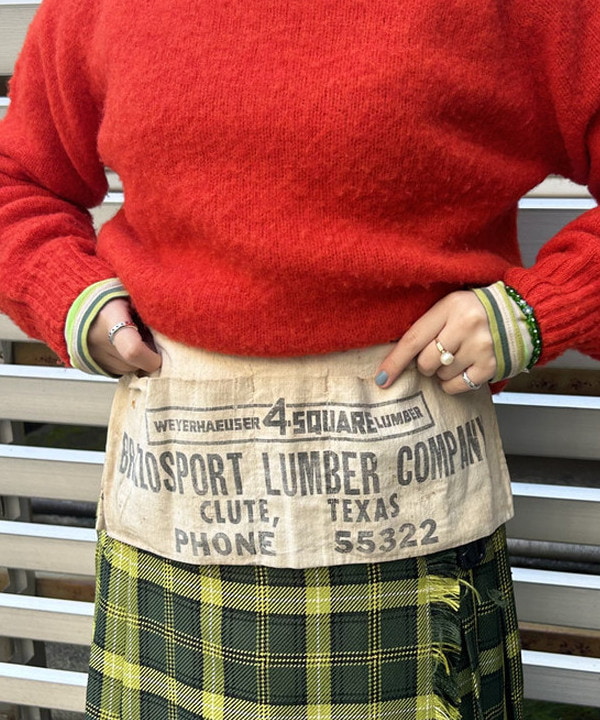 WEYERHAEUSER 4-SQUARE LUMBER
BRAZOSPORT LUMBER COMPANY
CLUTE, TEXAS
PHONE 55322